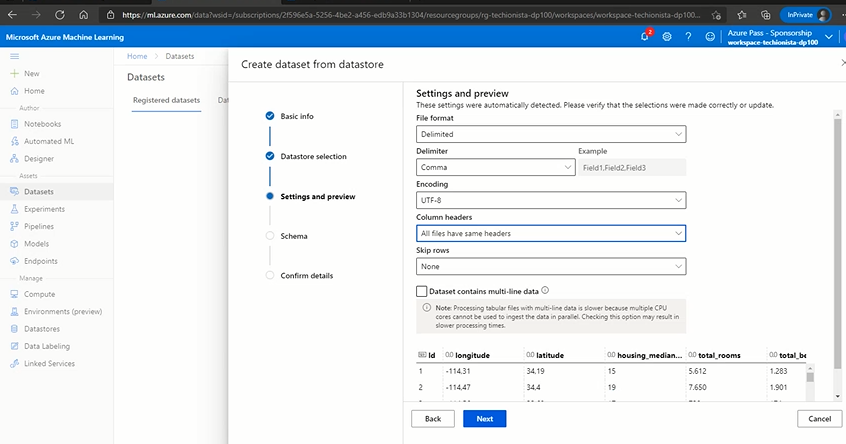 https://ml.azure.com/data?wsid=/subscriptions/2f596e5a-5256-4be2-a456-edb9a33b1304/resourcegroups/rg-techionista-dp100/workspaces/workspace-techionista-dp100...
InPrivate
Microsoft Azure Machine Learning
2
Azure Pass - Sponsorship
workspace-techionista-dp100
New
Home
Author
Notebooks
Automated ML
Designer
Assets
Datasets
Experiments
Pipelines
Models
Endpoints
Manage
Compute
Environments (preview)
Datastores
Data Labeling
Linked Services
Home > Datasets
Datasets
Registered datasets
Dat
Create dataset from datastore
Basic info
Datastore selection
Settings and preview
Schema
Confirm details
Settings and preview
These settings were automatically detected. Please verify that the selections were made correctly or update.
File format
Delimited
Delimiter
Example
Comma
Field1,Field2,Field3
Encoding
UTF-8
Column headers
All files have same headers
Skip rows
None
Dataset contains multi-line data
Note: Processing tabular files with multi-line data is slower because multiple CPU
cores cannot be used to ingest the data in parallel. Checking this option may result in
slower processing times.
Id longitude latitude housing_median... total_rooms total_be
1 -114.31 34.19 15 5.612 1.283
2 -114.47 34.4 19 7.650 1.901
Back
Next
Cancel